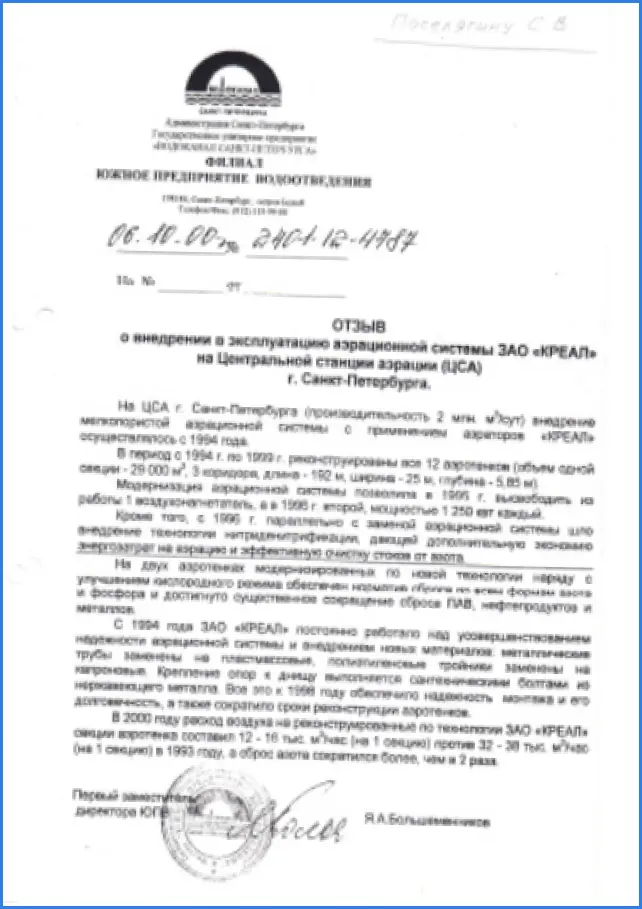 Поселягину С В
ВОДОКАНАЛ
САНКТ-ПЕТЕРБУРГА
Администрация Санкт-Петербурга
Государственное унитарное предприятие
«ВОДОКАНАЛ САНКТ-ПЕТЕРБУРГА»
ФИЛИАЛ
ЮЖНОЕ ПРЕДПРИЯТИЕ ВОДООТВЕДЕНИЯ
Санкт-Петербург, остров Белый
Телефон/Факс:
06.10.00 № 2401-12-4787
На № от
ОТЗЫВ
о внедрении в эксплуатацию аэрационной системы ЗАО «КРЕАЛ»
на Центральной станции аэрации (ЦСА)
г. Санкт-Петербурга.
На ЦСА г. Санкт-Петербурга (производительность 2 млн. м³/сут) внедрение
мелкопористой аэрационной системы с применением аэраторов «КРЕАЛ»
осуществлялось с 1994 года.
В период с 1994 г. по 1999 г. реконструированы все 12 аэротенков (объем одной
секции - 29 000 м³, 3 коридора, длина - 192 м, ширина - 25 м, глубина - 5,85 м).
Модернизация аэрационной системы позволила в 1995 г. высвободить из
работы 1 воздухонагнетатель, а в 1996 г. второй, мощностью 1 250 квт каждый.
Кроме того, с 1996 г. параллельно с заменой аэрационной системы шло
внедрение технологии нитриденитрификации, дающей дополнительную экономию
энергозатрат на аэрацию и эффективную очистку стоков от азота.
На двух аэротенках модернизированных по новой технологии наряду с
улучшением кислородного режима обеспечен норматив сброса по всем формам азота
и фосфора и достигнуто существенное сокращение сброса ПАВ, нефтепродуктов и
металлов.
С 1994 года ЗАО «КРЕАЛ» постоянно работало над усовершенствованием
надежности аэрационной системы и внедрением новых материалов: металлические
трубы заменены на пластмассовые, полиэтиленовые тройники заменены на
капроновые. Крепление опор к днищу выполняется сантехническими болтами из
нержавеющего металла. Все это к 1998 году обеспечило надежность монтажа и его
долговечность, а также сократило сроки реконструкции аэротенков.
В 2000 году расход воздуха на реконструированные по технологии ЗАО «КРЕАЛ»
секции аэротенка составил 12 - 16 тыс. м³/час (на 1 секцию) против 32 - 38 тыс. м³/час
(на 1 секцию) в 1993 году, а сброс азота сократился более, чем в 2 раза.
Первый заместитель
директора ЮПВ Я.А.Большеменников